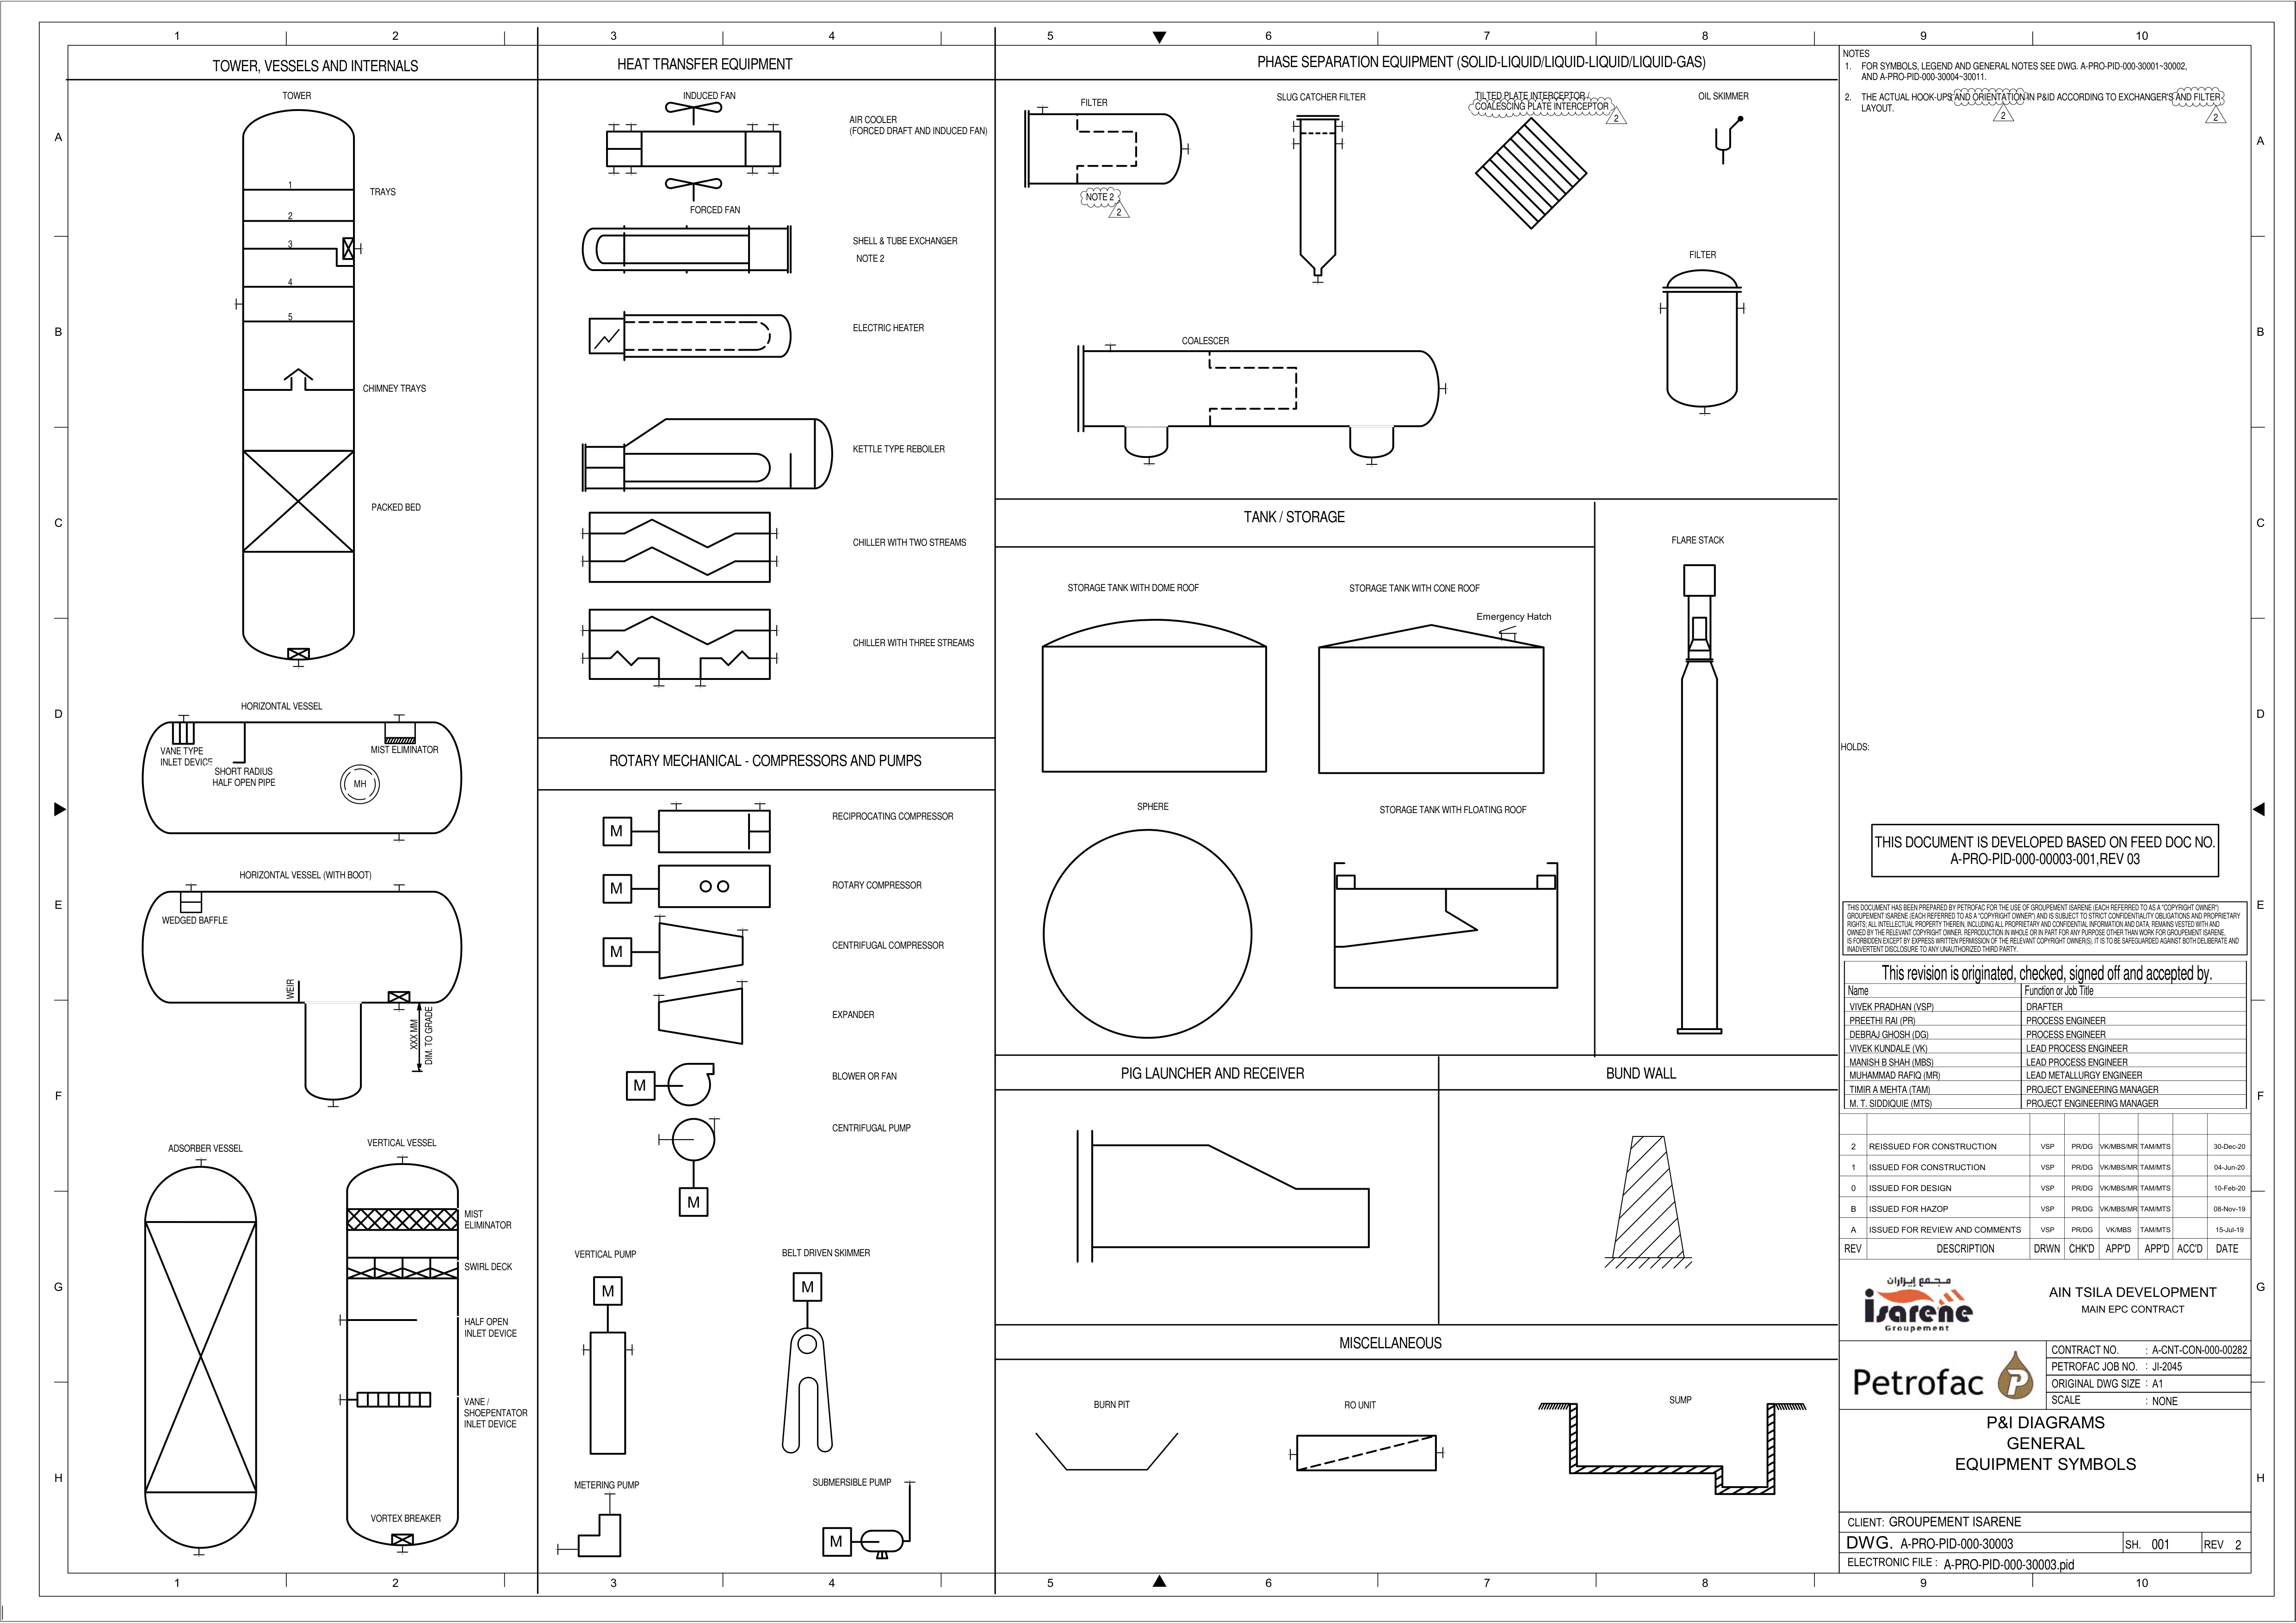 1 2 3 4 5 6 7 8 9 10
A
B
C
D
E
F
G
H
TOWER, VESSELS AND INTERNALS
TOWER
1
TRAYS
2
3
4
5
CHIMNEY TRAYS
PACKED BED
HORIZONTAL VESSEL
VANE TYPE
INLET DEVICE
SHORT RADIUS
HALF OPEN PIPE
MIST ELIMINATOR
MH
HORIZONTAL VESSEL (WITH BOOT)
WEDGED BAFFLE
WEIR
XXX MM
DIM. TO GRADE
ADSORBER VESSEL
VERTICAL VESSEL
MIST
ELIMINATOR
SWIRL DECK
HALF OPEN
INLET DEVICE
VANE /
SHOEPENTATOR
INLET DEVICE
VORTEX BREAKER
HEAT TRANSFER EQUIPMENT
INDUCED FAN
AIR COOLER
(FORCED DRAFT AND INDUCED FAN)
FORCED FAN
SHELL & TUBE EXCHANGER
NOTE 2
ELECTRIC HEATER
KETTLE TYPE REBOILER
CHILLER WITH TWO STREAMS
CHILLER WITH THREE STREAMS
ROTARY MECHANICAL - COMPRESSORS AND PUMPS
M
RECIPROCATING COMPRESSOR
M
ROTARY COMPRESSOR
M
CENTRIFUGAL COMPRESSOR
EXPANDER
M
BLOWER OR FAN
CENTRIFUGAL PUMP
M
VERTICAL PUMP
M
BELT DRIVEN SKIMMER
M
METERING PUMP
SUBMERSIBLE PUMP
M
PHASE SEPARATION EQUIPMENT (SOLID-LIQUID/LIQUID-LIQUID/LIQUID-GAS)
FILTER
NOTE 2
2
SLUG CATCHER FILTER
TILTED PLATE INTERCEPTOR /
COALESCING PLATE INTERCEPTOR
2
OIL SKIMMER
FILTER
COALESCER
TANK / STORAGE
STORAGE TANK WITH DOME ROOF
STORAGE TANK WITH CONE ROOF
Emergency Hatch
SPHERE
STORAGE TANK WITH FLOATING ROOF
FLARE STACK
PIG LAUNCHER AND RECEIVER
BUND WALL
MISCELLANEOUS
BURN PIT
RO UNIT
SUMP
NOTES
1. FOR SYMBOLS, LEGEND AND GENERAL NOTES SEE DWG. A-PRO-PID-000-30001~30002,
AND A-PRO-PID-000-30004~30011.
2. THE ACTUAL HOOK-UPS AND ORIENTATION IN P&ID ACCORDING TO EXCHANGER'S AND FILTER
LAYOUT.
2
2
HOLDS:
THIS DOCUMENT IS DEVELOPED BASED ON FEED DOC NO.
A-PRO-PID-000-00003-001,REV 03
THIS DOCUMENT HAS BEEN PREPARED BY PETROFAC FOR THE USE OF GROUPEMENT ISARENE (EACH REFERRED TO AS A "COPYRIGHT OWNER")
GROUPEMENT ISARENE (EACH REFERRED TO AS A "COPYRIGHT OWNER") AND IS SUBJECT TO STRICT CONFIDENTIALITY OBLIGATIONS AND PROPRIETARY
RIGHTS; ALL INTELLECTUAL PROPERTY THEREIN, INCLUDING ALL PROPRIETARY AND CONFIDENTIAL INFORMATION AND DATA, REMAINS VESTED WITH AND
OWNED BY THE RELEVANT COPYRIGHT OWNER. REPRODUCTION IN WHOLE OR IN PART FOR ANY PURPOSE OTHER THAN WORK FOR GROUPEMENT ISARENE,
IS FORBIDDEN EXCEPT BY EXPRESS WRITTEN PERMISSION OF THE RELEVANT COPYRIGHT OWNER(S). IT IS TO BE SAFEGUARDED AGAINST BOTH DELIBERATE AND
INADVERTENT DISCLOSURE TO ANY UNAUTHORIZED THIRD PARTY.
This revision is originated, checked, signed off and accepted by.
Name Function or Job Title
VIVEK PRADHAN (VSP) DRAFTER
PREETHI RAI (PR) PROCESS ENGINEER
DEBRAJ GHOSH (DG) PROCESS ENGINEER
VIVEK KUNDALE (VK) LEAD PROCESS ENGINEER
MANISH B SHAH (MBS) LEAD PROCESS ENGINEER
MUHAMMAD RAFIQ (MR) LEAD METALLURGY ENGINEER
TIMIR A MEHTA (TAM) PROJECT ENGINEERING MANAGER
M. T. SIDDIQUIE (MTS) PROJECT ENGINEERING MANAGER
2 REISSUED FOR CONSTRUCTION VSP PR/DG VK/MBS/MR TAM/MTS 30-Dec-20
1 ISSUED FOR CONSTRUCTION VSP PR/DG VK/MBS/MR TAM/MTS 04-Jun-20
0 ISSUED FOR DESIGN VSP PR/DG VK/MBS/MR TAM/MTS 10-Feb-20
B ISSUED FOR HAZOP VSP PR/DG VK/MBS/MR TAM/MTS 08-Nov-19
A ISSUED FOR REVIEW AND COMMENTS VSP PR/DG VK/MBS TAM/MTS 15-Jul-19
REV DESCRIPTION DRWN CHK'D APP'D APP'D ACC'D DATE
مجمع إيزاران
isarene
Groupement
AIN TSILA DEVELOPMENT
MAIN EPC CONTRACT
Petrofac
CONTRACT NO. : A-CNT-CON-000-00282
PETROFAC JOB NO. : JI-2045
ORIGINAL DWG SIZE : A1
SCALE : NONE
P&I DIAGRAMS
GENERAL
EQUIPMENT SYMBOLS
CLIENT: GROUPEMENT ISARENE
DWG. A-PRO-PID-000-30003 SH. 001 REV 2
ELECTRONIC FILE : A-PRO-PID-000-30003.pid
A
B
C
D
E
F
G
H
1 2 3 4 5 6 7 8 9 10